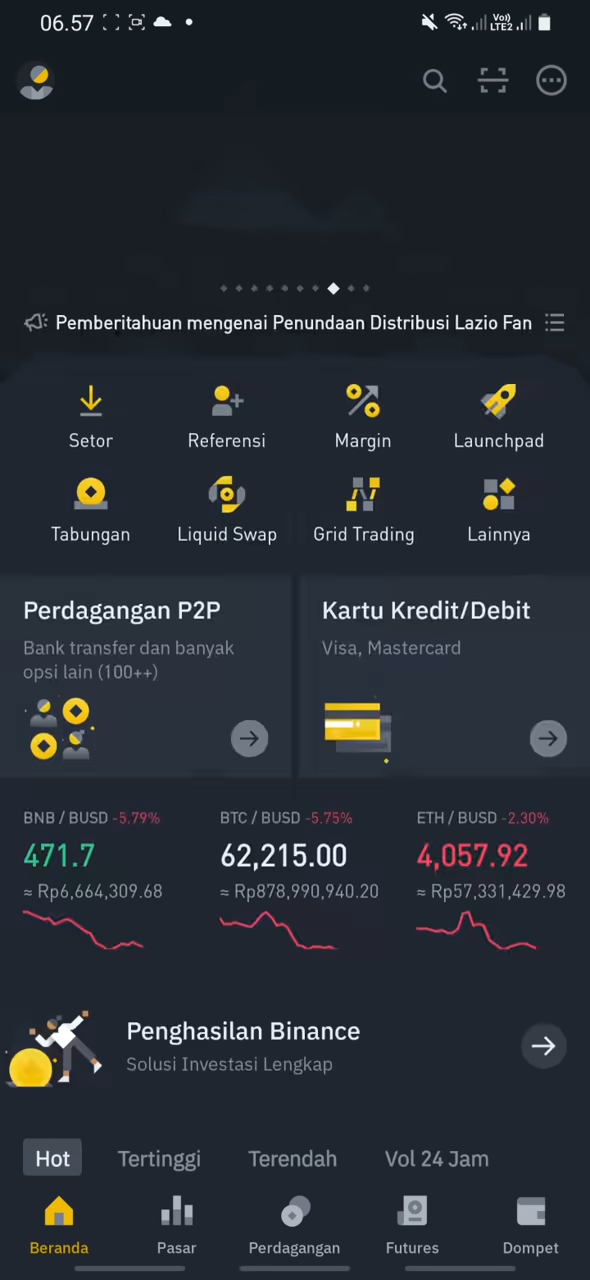 06.57
Vo))
LTE2
Pemberitahuan mengenai Penundaan Distribusi Lazio Fan
Setor Referensi Margin Launchpad
Tabungan Liquid Swap Grid Trading Lainnya
Perdagangan P2P
Bank transfer dan banyak
opsi lain (100++)
Kartu Kredit/Debit
Visa, Mastercard
BNB / BUSD -5.79% BTC / BUSD -5.75% ETH / BUSD -2.30%
471.7 62,215.00 4,057.92
≈ Rp6,664,309.68 ≈ Rp878,990,940.20 ≈ Rp57,331,429.98
Penghasilan Binance
Solusi Investasi Lengkap
Hot Tertinggi Terendah Vol 24 Jam
Beranda Pasar Perdagangan Futures Dompet